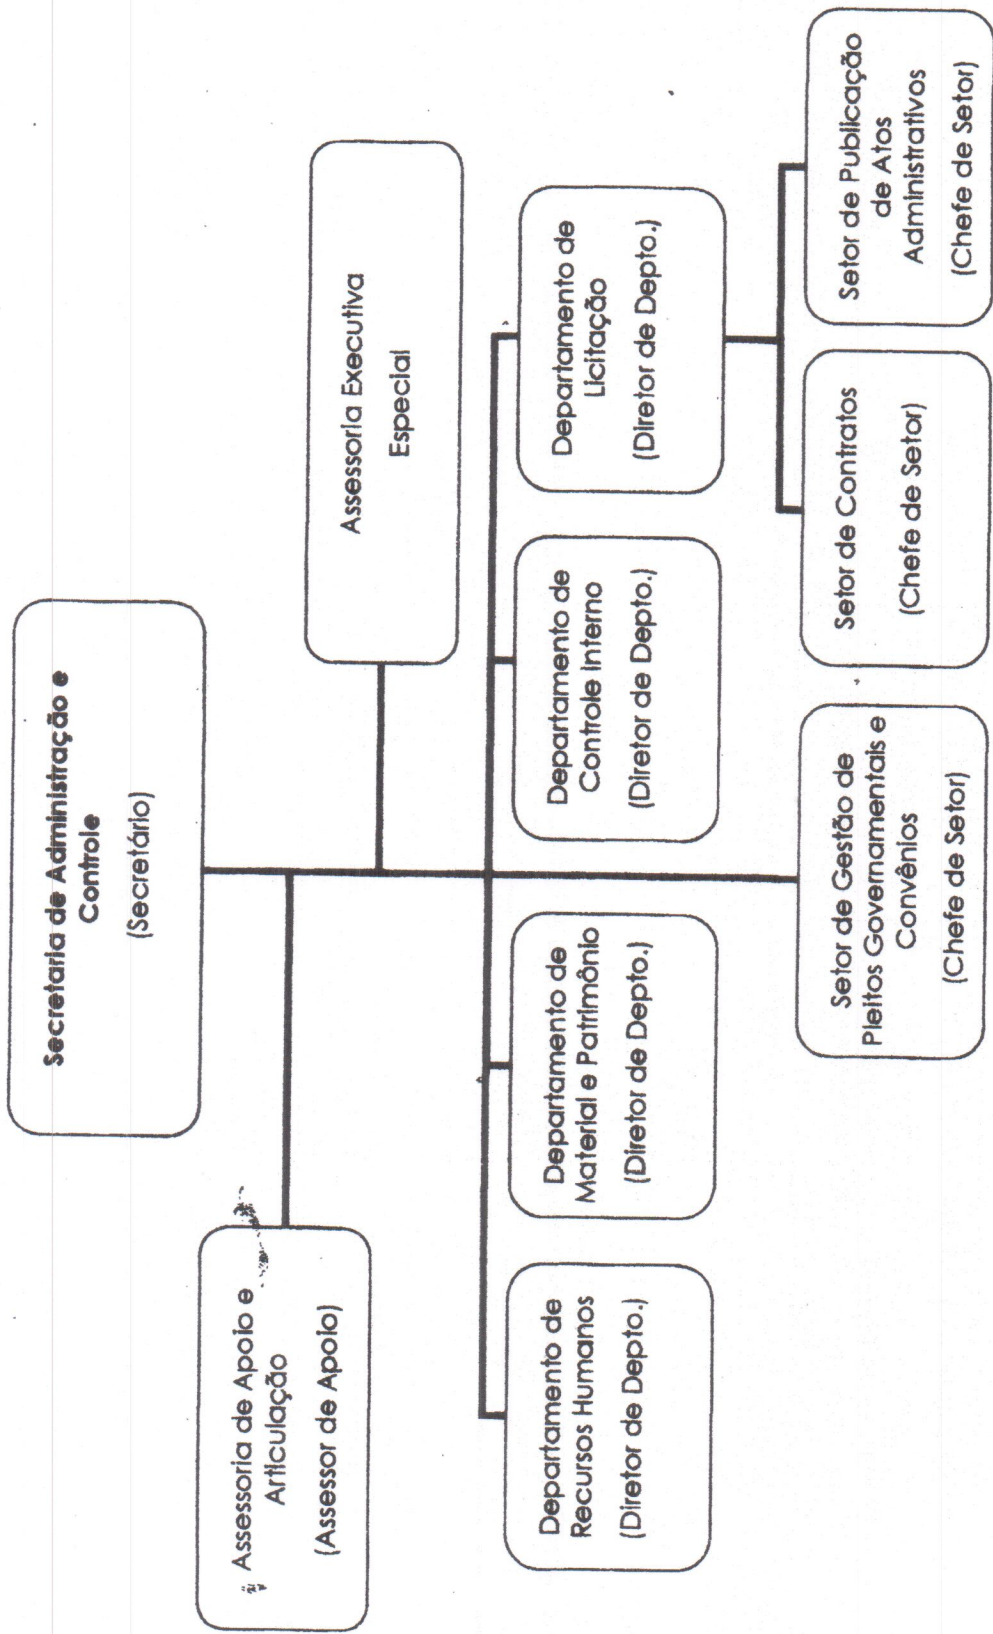 Secretaria de Administração e
Controle
(Secretário)
Assessoria de Apoio e
Articulação
(Assessor de Apoio)
Assessoria Executiva
Especial
Departamento de
Recursos Humanos
(Diretor de Depto.)
Departamento de
Material e Patrimônio
(Diretor de Depto.)
Departamento de
Controle Interno
(Diretor de Depto.)
Departamento de
Licitação
(Diretor de Depto.)
Setor de Gestão de
Pleitos Governamentais e
Convênios
(Chefe de Setor)
Setor de Contratos
(Chefe de Setor)
Setor de Publicação
de Atos
Administrativos
(Chefe de Setor)